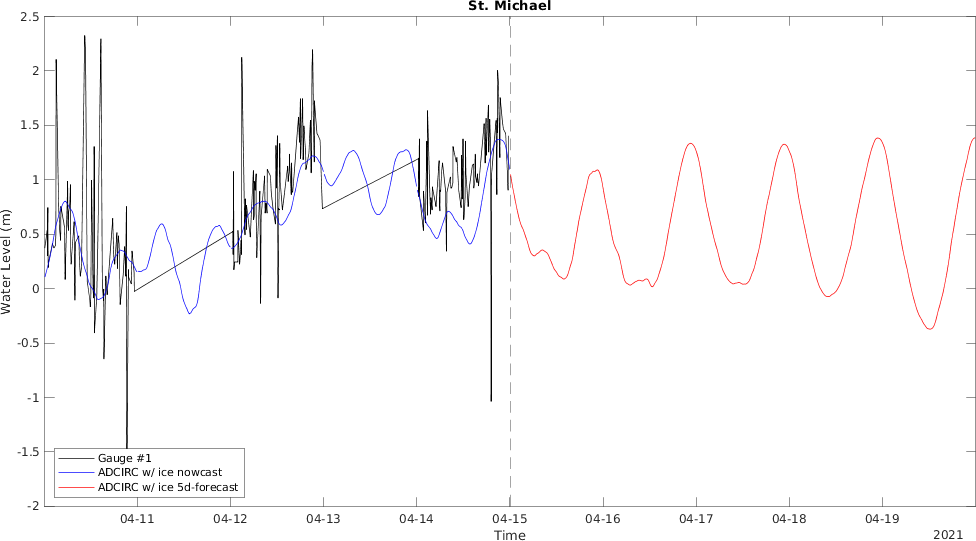 St. Michael
2.5
2
1.5
1
0.5
0
-0.5
-1
-1.5
-2
Water Level (m)
Gauge #1
ADCIRC w/ ice nowcast
ADCIRC w/ ice 5d-forecast
04-11 04-12 04-13 04-14 04-15 04-16 04-17 04-18 04-19
Time
2021